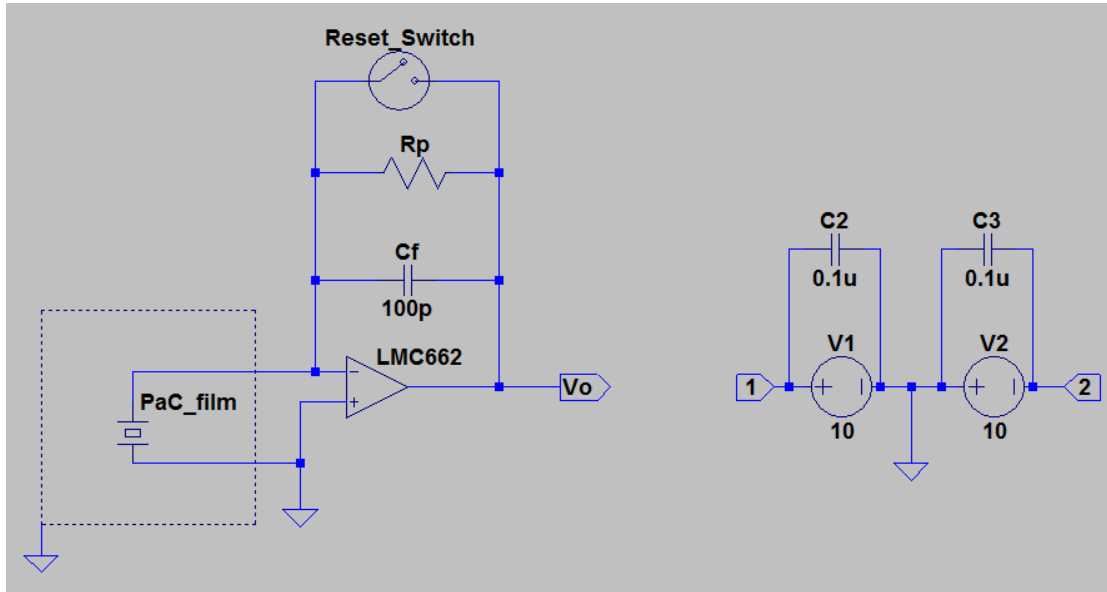 Reset_Switch
Rp
Cf
100p
LMC662
Vo
PaC_film
C2
0.1u
C3
0.1u
V1
10
V2
10
1
2